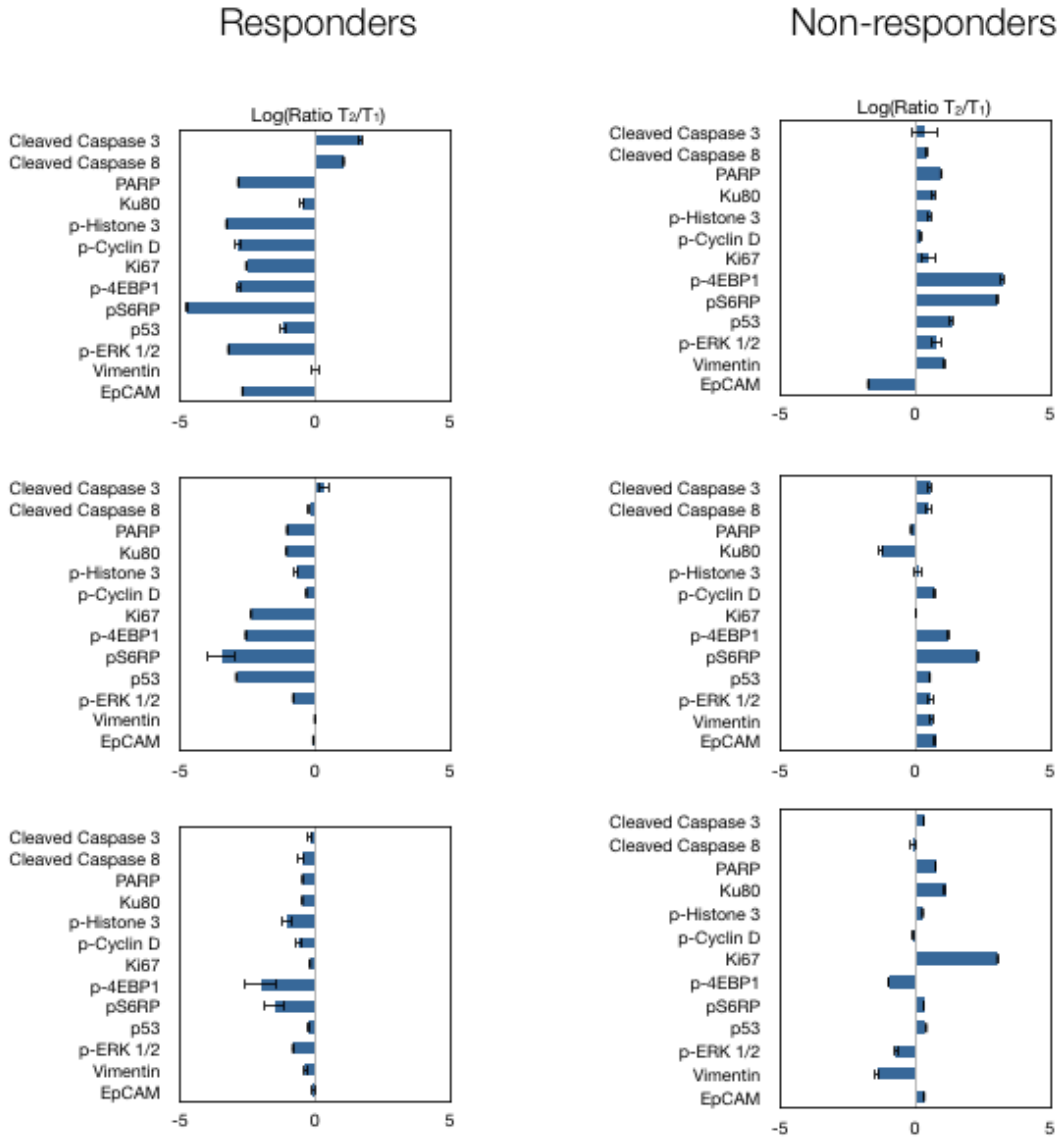 Responders
Non-responders
Log(Ratio T₂/T₁)
Cleaved Caspase 3
Cleaved Caspase 8
PARP
Ku80
p-Histone 3
p-Cyclin D
Ki67
p-4EBP1
pS6RP
p53
p-ERK 1/2
Vimentin
EpCAM
-5 0 5
Log(Ratio T₂/T₁)
Cleaved Caspase 3
Cleaved Caspase 8
PARP
Ku80
p-Histone 3
p-Cyclin D
Ki67
p-4EBP1
pS6RP
p53
p-ERK 1/2
Vimentin
EpCAM
-5 0 5
Cleaved Caspase 3
Cleaved Caspase 8
PARP
Ku80
p-Histone 3
p-Cyclin D
Ki67
p-4EBP1
pS6RP
p53
p-ERK 1/2
Vimentin
EpCAM
-5 0 5
Cleaved Caspase 3
Cleaved Caspase 8
PARP
Ku80
p-Histone 3
p-Cyclin D
Ki67
p-4EBP1
pS6RP
p53
p-ERK 1/2
Vimentin
EpCAM
-5 0 5
Cleaved Caspase 3
Cleaved Caspase 8
PARP
Ku80
p-Histone 3
p-Cyclin D
Ki67
p-4EBP1
pS6RP
p53
p-ERK 1/2
Vimentin
EpCAM
-5 0 5
Cleaved Caspase 3
Cleaved Caspase 8
PARP
Ku80
p-Histone 3
p-Cyclin D
Ki67
p-4EBP1
pS6RP
p53
p-ERK 1/2
Vimentin
EpCAM
-5 0 5